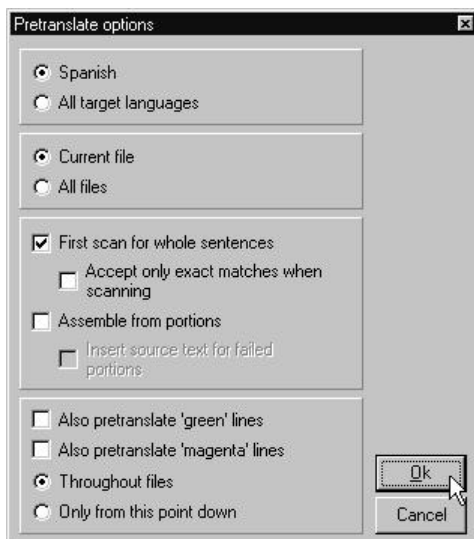 Pretranslate options
Spanish
All target languages
Current file
All files
First scan for whole sentences
Accept only exact matches when
scanning
Assemble from portions
Insert source text for failed
portions
Also pretranslate 'green' lines
Also pretranslate 'magenta' lines
Throughout files
Only from this point down
Ok
Cancel